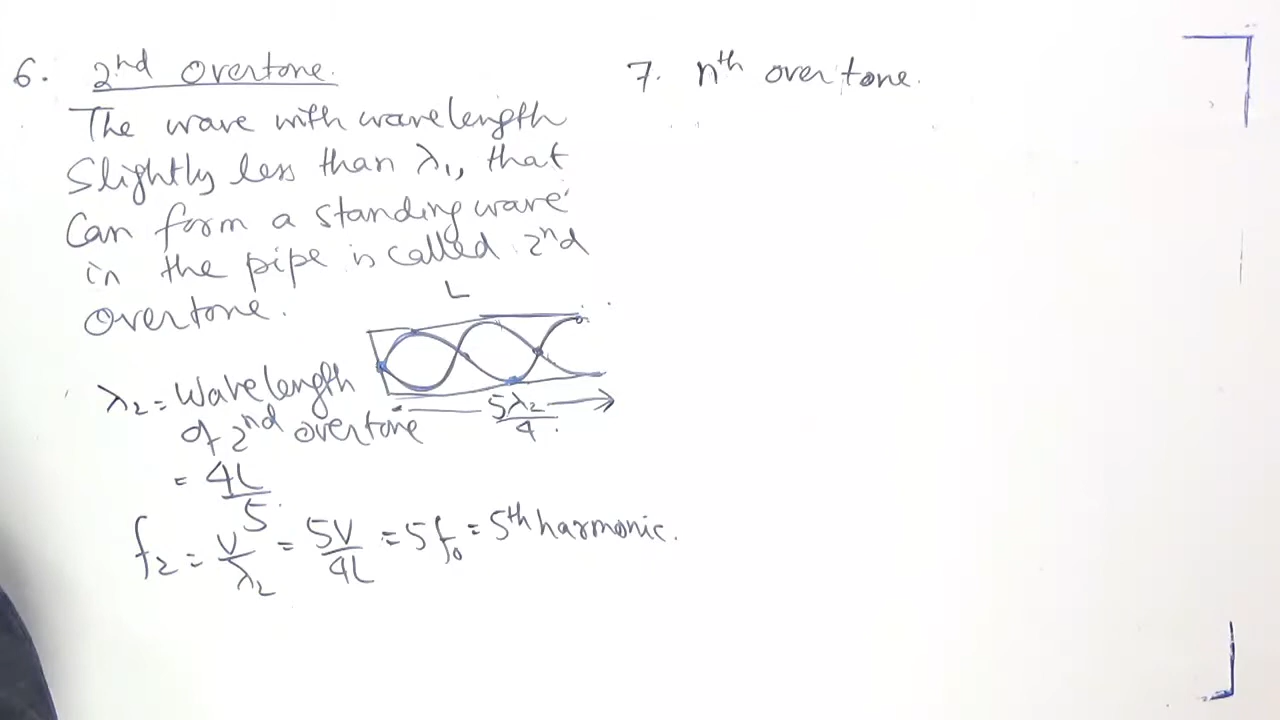 6. 2nd Overtone.
The wave with wavelength
Slightly less than λ₁, that
Can form a standing wave
in the pipe is called 2nd
Overtone.
L
λ₂ = Wavelength
of 2nd overtone
5λ₂/4
= 4L/5
f₂ = V/λ₂ = 5V/4L = 5f₀ = 5th harmonic.
7. nth overtone.